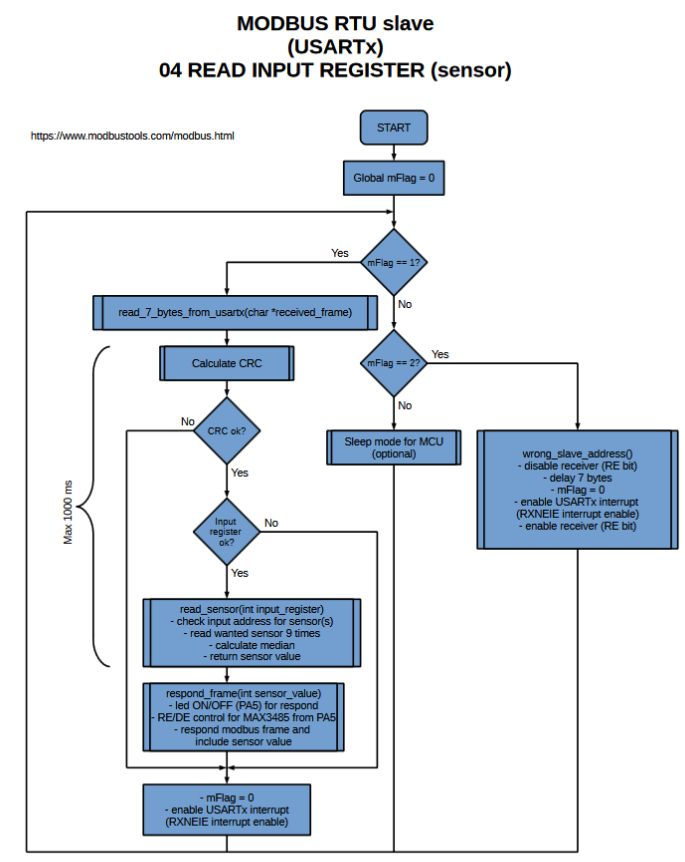 MODBUS RTU slave
(USARTx)
04 READ INPUT REGISTER (sensor)
https://www.modbustools.com/modbus.html
START
Global mFlag = 0
Yes
mFlag == 1?
No
read_7_bytes_from_usartx(char *received_frame)
mFlag == 2?
Yes
Calculate CRC
No
No
CRC ok?
Sleep mode for MCU
(optional)
wrong_slave_address()
- disable receiver (RE bit)
- delay 7 bytes
- mFlag = 0
- enable USARTx interrupt
(RXNEIE interrupt enable)
- enable receiver (RE bit)
Yes
Max 1000 ms
Input
register
ok?
No
Yes
read_sensor(int input_register)
- check input address for sensor(s)
- read wanted sensor 9 times
- calculate median
- return sensor value
respond_frame(int sensor_value)
- led ON/OFF (PA5) for respond
- RE/DE control for MAX3485 from PA5
- respond modbus frame and
include sensor value
- mFlag = 0
- enable USARTx interrupt
(RXNEIE interrupt enable)